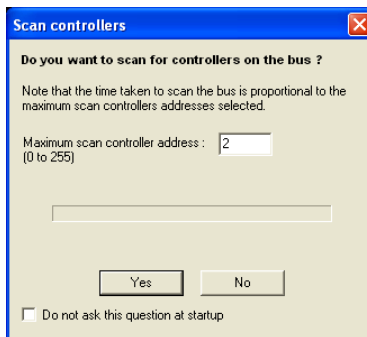 Scan controllers
Do you want to scan for controllers on the bus ?
Note that the time taken to scan the bus is proportional to the
maximum scan controllers addresses selected.
Maximum scan controller address : 2
(0 to 255)
Yes No
Do not ask this question at startup